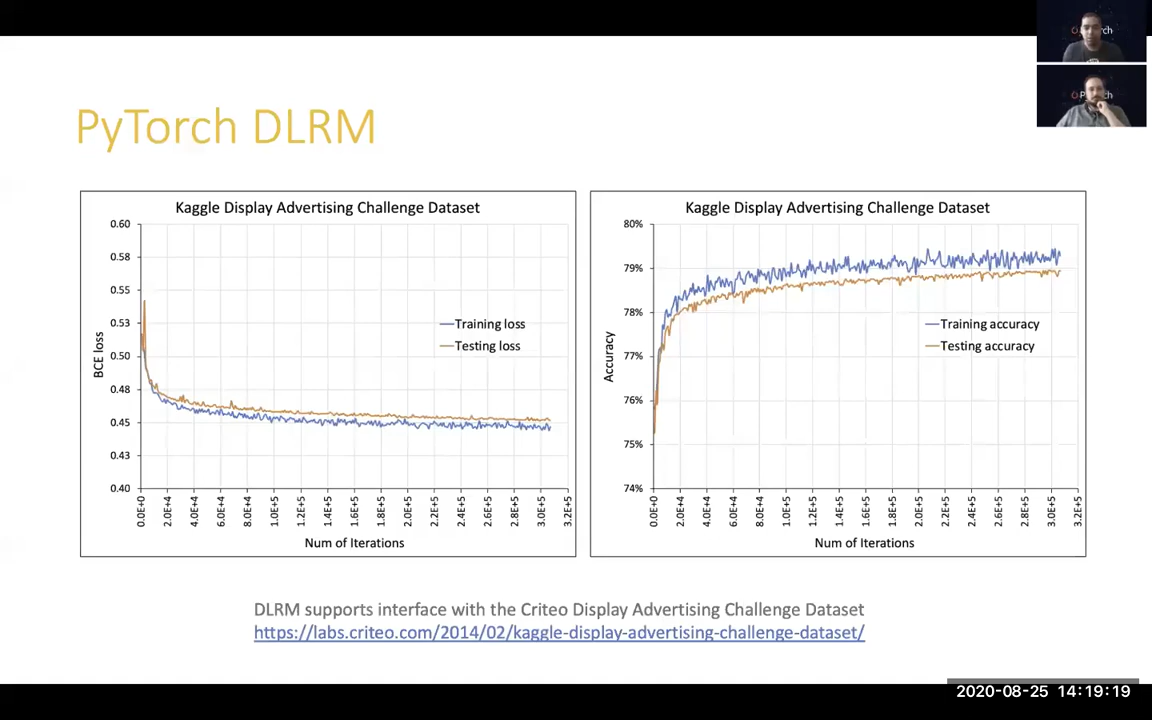 PyTorch DLRM
Kaggle Display Advertising Challenge Dataset
0.60
0.58
0.55
0.53
0.50
0.48
0.45
0.43
0.40
BCE loss
Training loss
Testing loss
0.0E+0 2.0E+4 4.0E+4 6.0E+4 8.0E+4 1.0E+5 1.2E+5 1.4E+5 1.6E+5 1.8E+5 2.0E+5 2.2E+5 2.4E+5 2.6E+5 2.8E+5 3.0E+5 3.2E+5
Num of Iterations
Kaggle Display Advertising Challenge Dataset
80%
79%
78%
77%
76%
75%
74%
Accuracy
Training accuracy
Testing accuracy
0.0E+0 2.0E+4 4.0E+4 6.0E+4 8.0E+4 1.0E+5 1.2E+5 1.4E+5 1.6E+5 1.8E+5 2.0E+5 2.2E+5 2.4E+5 2.6E+5 2.8E+5 3.0E+5 3.2E+5
Num of Iterations
DLRM supports interface with the Criteo Display Advertising Challenge Dataset
https://labs.criteo.com/2014/02/kaggle-display-advertising-challenge-dataset/
2020-08-25 14:19:19